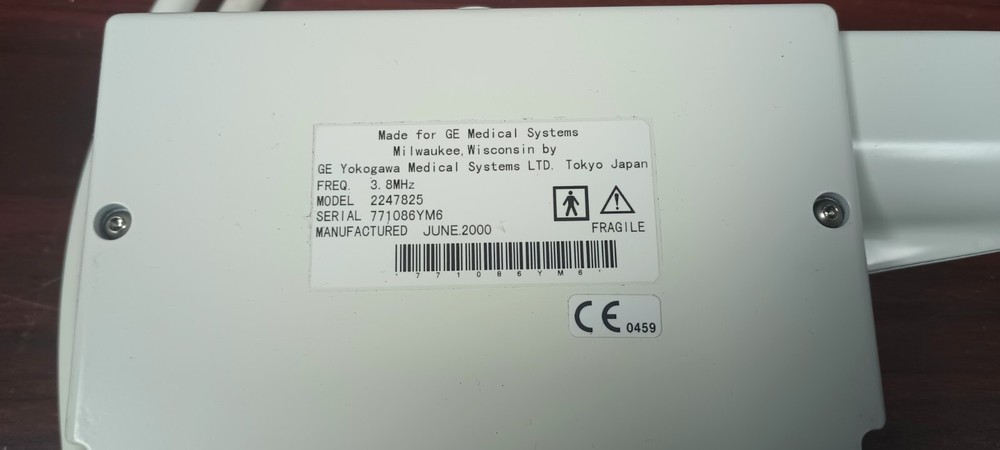 Made for GE Medical Systems
Milwaukee, Wisconsin by
GE Yokogawa Medical Systems LTD. Tokyo Japan
FREQ. 3.8MHz
MODEL 2247825
SERIAL 771086YM6
MANUFACTURED JUNE.2000
FRAGILE
*771086YM6*
CE 0459